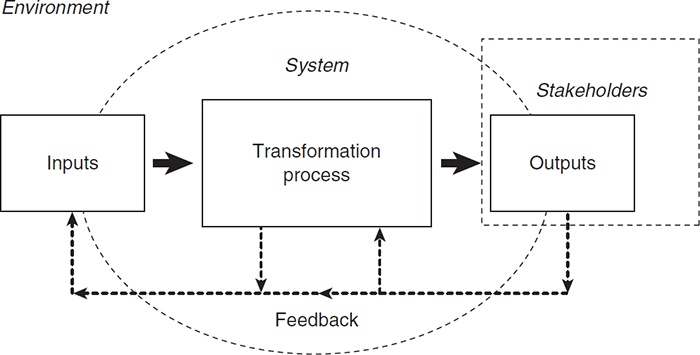 Environment
System
Stakeholders
Inputs
Transformation
process
Outputs
Feedback